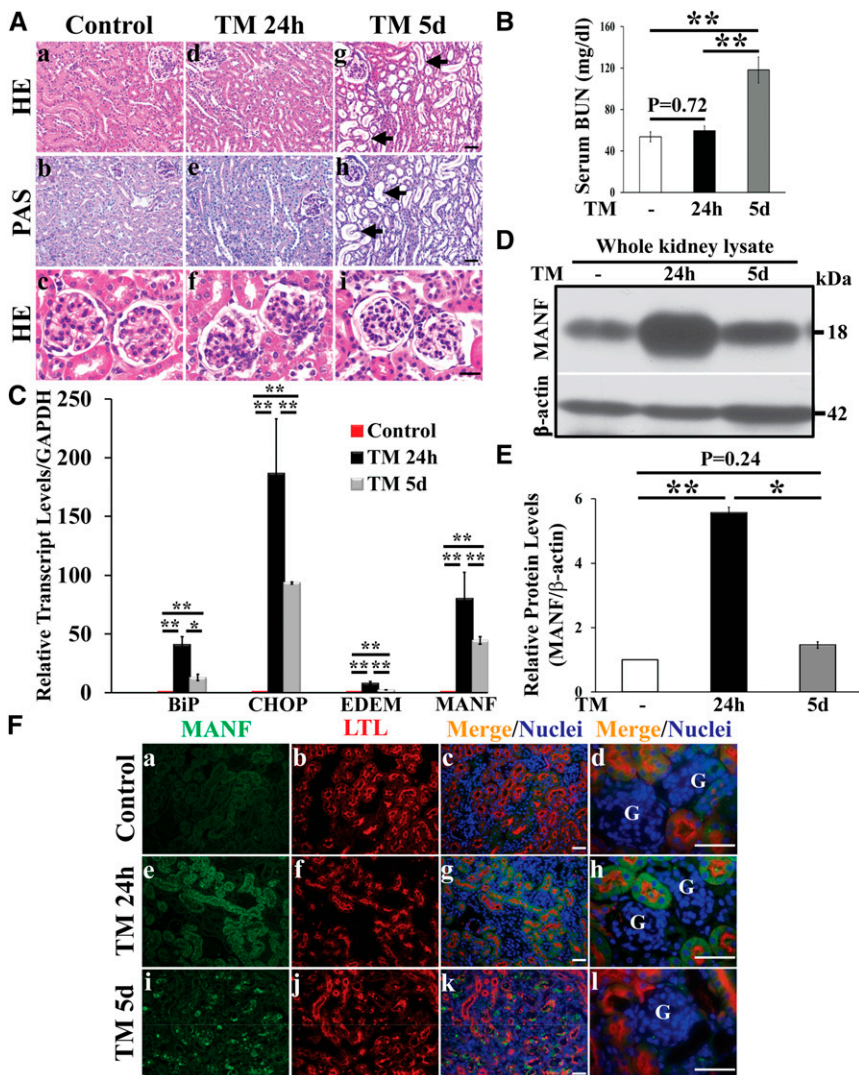 A
Control
TM 24h
TM 5d
HE
a
d
g
PAS
b
e
h
HE
c
f
i
B
Serum BUN (mg/dl)
160
120
80
40
0
**
**
P=0.72
TM
-
24h
5d
C
Relative Transcript Levels/GAPDH
250
200
150
100
50
0
Control
TM 24h
TM 5d
**
** *
**
** **
**
** **
**
** **
BiP
CHOP
EDEM
MANF
D
Whole kidney lysate
TM
-
24h
5d
kDa
MANF
18
β-actin
42
E
Relative Protein Levels
(MANF/β-actin)
6
4
2
0
P=0.24
**
*
TM
-
24h
5d
F
MANF
LTL
Merge/Nuclei
Merge/Nuclei
Control
a
b
c
d
G
G
TM 24h
e
f
g
h
G
G
TM 5d
i
j
k
l
G